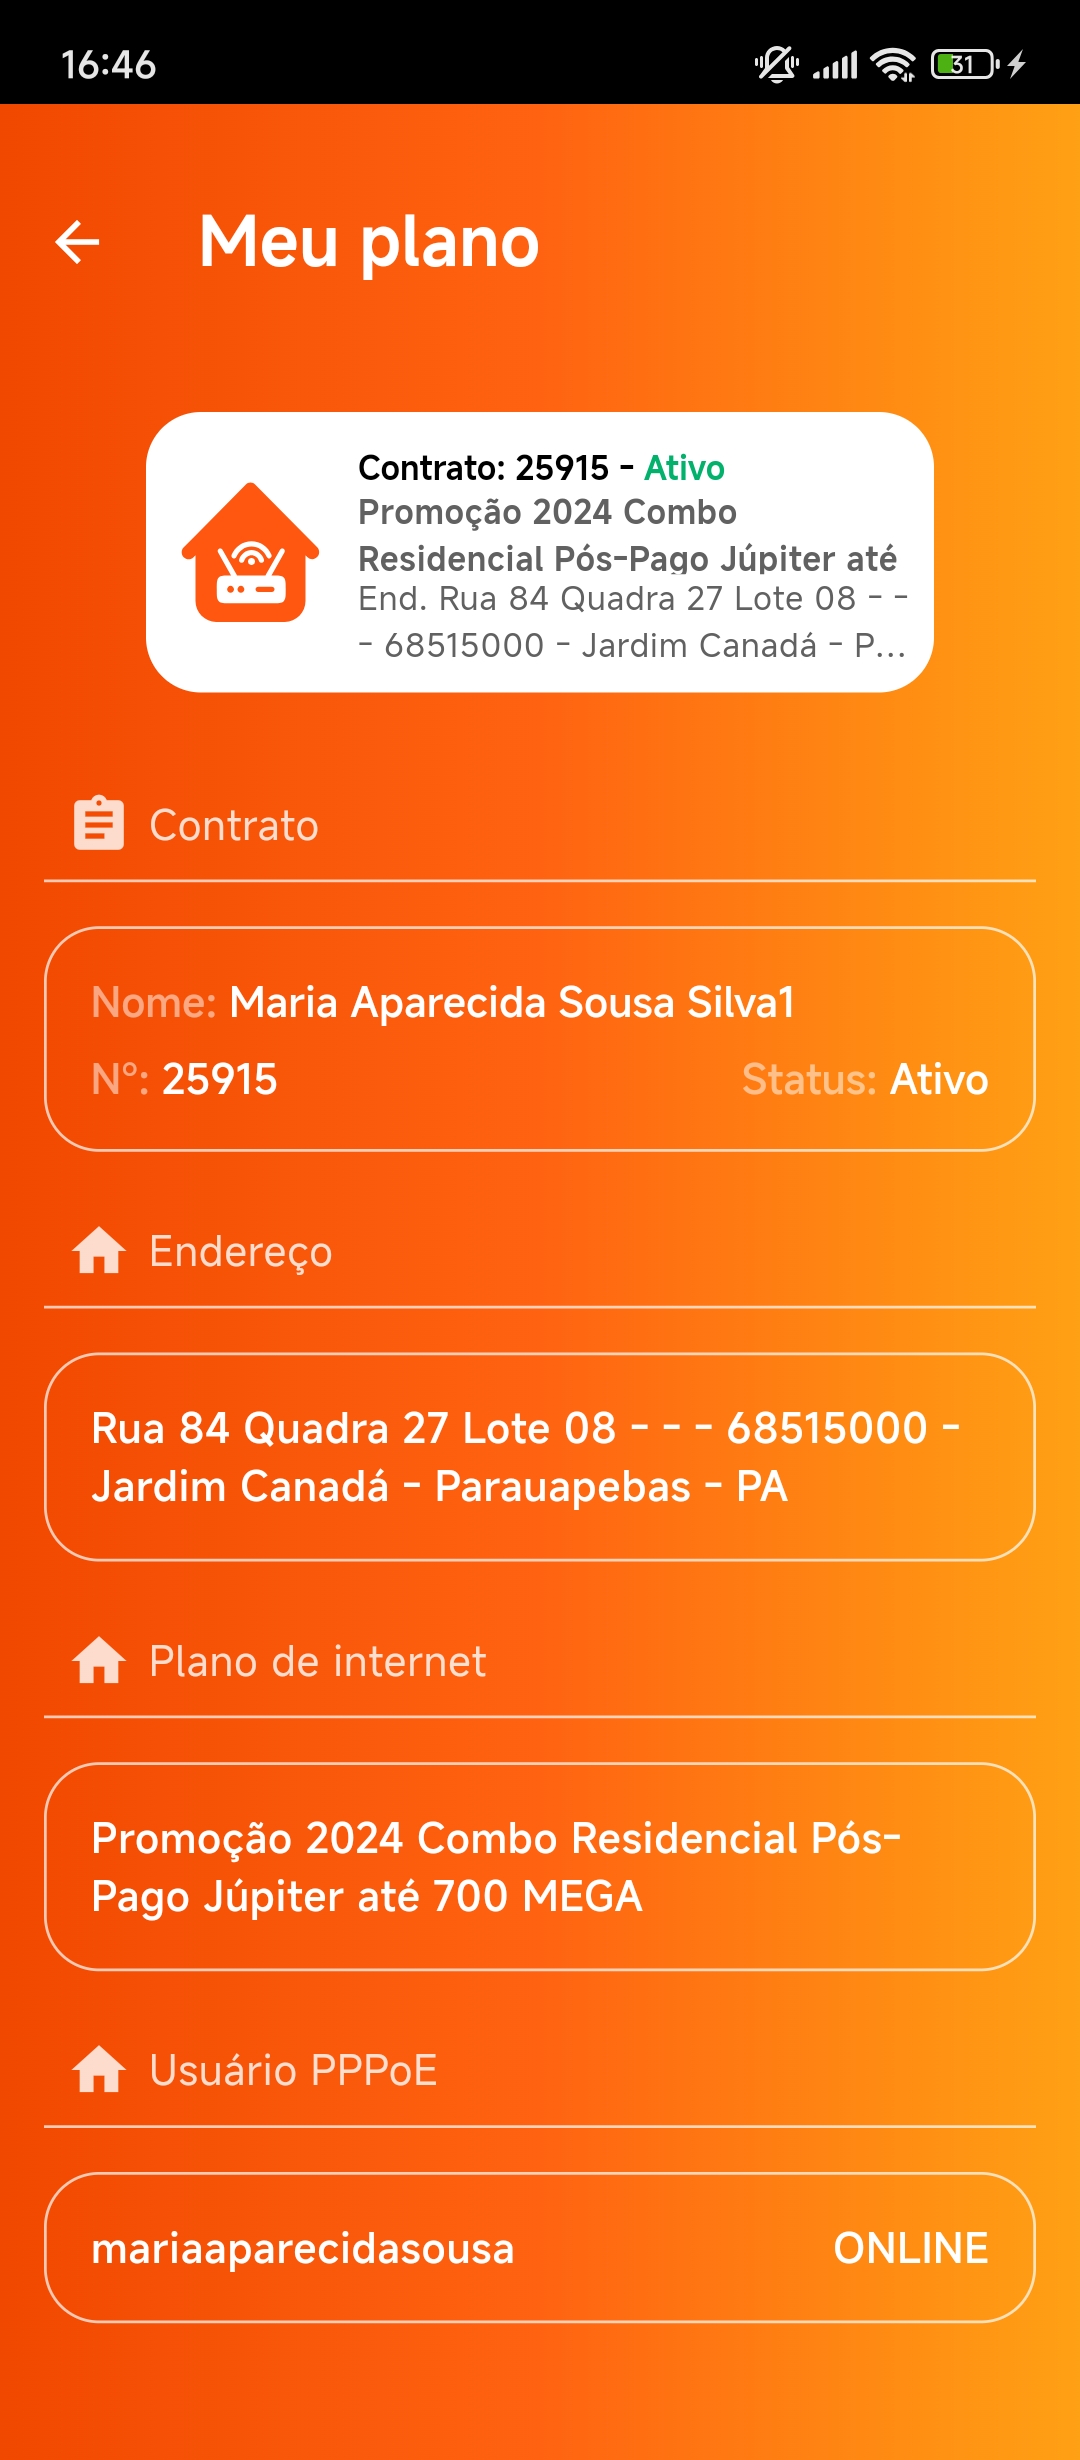 16:46
31
Meu plano
Contrato: 25915 - Ativo
Promoção 2024 Combo
Residencial Pós-Pago Júpiter até
End. Rua 84 Quadra 27 Lote 08 - -
- 68515000 - Jardim Canadá - P...
Contrato
Nome: Maria Aparecida Sousa Silva1
Nº: 25915 Status: Ativo
Endereço
Rua 84 Quadra 27 Lote 08 - - - 68515000 -
Jardim Canadá - Parauapebas - PA
Plano de internet
Promoção 2024 Combo Residencial Pós-
Pago Júpiter até 700 MEGA
Usuário PPPoE
mariaaparecidasousa ONLINE